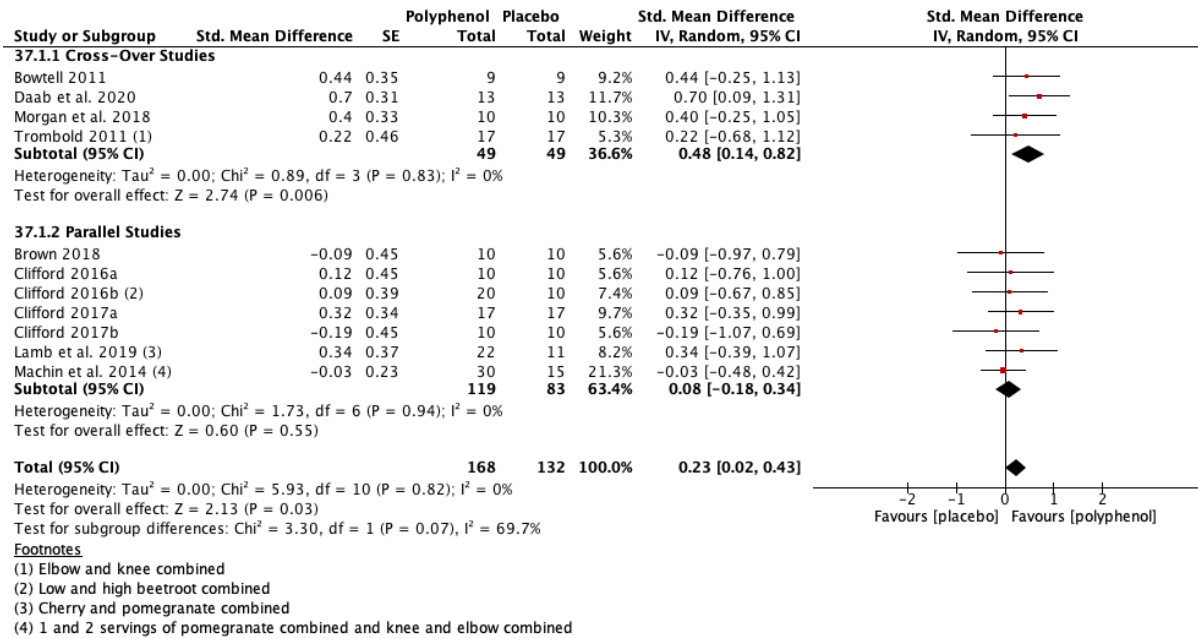 Polyphenol Placebo Std. Mean Difference Std. Mean Difference
Study or Subgroup Std. Mean Difference SE Total Total Weight IV, Random, 95% CI IV, Random, 95% CI
37.1.1 Cross-Over Studies
Bowtell 2011 0.44 0.35 9 9 9.2% 0.44 [-0.25, 1.13]
Daab et al. 2020 0.7 0.31 13 13 11.7% 0.70 [0.09, 1.31]
Morgan et al. 2018 0.4 0.33 10 10 10.3% 0.40 [-0.25, 1.05]
Trombold 2011 (1) 0.22 0.46 17 17 5.3% 0.22 [-0.68, 1.12]
Subtotal (95% CI) 49 49 36.6% 0.48 [0.14, 0.82]
Heterogeneity: Tau² = 0.00; Chi² = 0.89, df = 3 (P = 0.83); I² = 0%
Test for overall effect: Z = 2.74 (P = 0.006)
37.1.2 Parallel Studies
Brown 2018 -0.09 0.45 10 10 5.6% -0.09 [-0.97, 0.79]
Clifford 2016a 0.12 0.45 10 10 5.6% 0.12 [-0.76, 1.00]
Clifford 2016b (2) 0.09 0.39 20 10 7.4% 0.09 [-0.67, 0.85]
Clifford 2017a 0.32 0.34 17 17 9.7% 0.32 [-0.35, 0.99]
Clifford 2017b -0.19 0.45 10 10 5.6% -0.19 [-1.07, 0.69]
Lamb et al. 2019 (3) 0.34 0.37 22 11 8.2% 0.34 [-0.39, 1.07]
Machin et al. 2014 (4) -0.03 0.23 30 15 21.3% -0.03 [-0.48, 0.42]
Subtotal (95% CI) 119 83 63.4% 0.08 [-0.18, 0.34]
Heterogeneity: Tau² = 0.00; Chi² = 1.73, df = 6 (P = 0.94); I² = 0%
Test for overall effect: Z = 0.60 (P = 0.55)
Total (95% CI) 168 132 100.0% 0.23 [0.02, 0.43]
Heterogeneity: Tau² = 0.00; Chi² = 5.93, df = 10 (P = 0.82); I² = 0%
-2 -1 0 1 2
Test for overall effect: Z = 2.13 (P = 0.03)
Favours [placebo] Favours [polyphenol]
Test for subgroup differences: Chi² = 3.30, df = 1 (P = 0.07), I² = 69.7%
Footnotes
(1) Elbow and knee combined
(2) Low and high beetroot combined
(3) Cherry and pomegranate combined
(4) 1 and 2 servings of pomegranate combined and knee and elbow combined